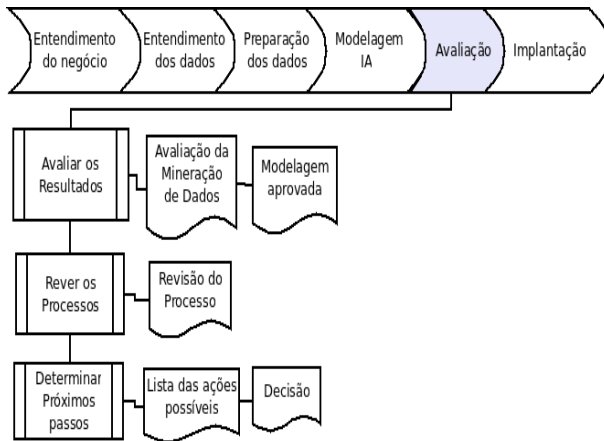 Entendimento
do negócio
Entendimento
dos dados
Preparação
dos dados
Modelagem
IA
Avaliação
Implantação
Avaliar os
Resultados
Avaliação da
Mineração
de Dados
Modelagem
aprovada
Rever os
Processos
Revisão do
Processo
Determinar
Próximos
passos
Lista das ações
possíveis
Decisão